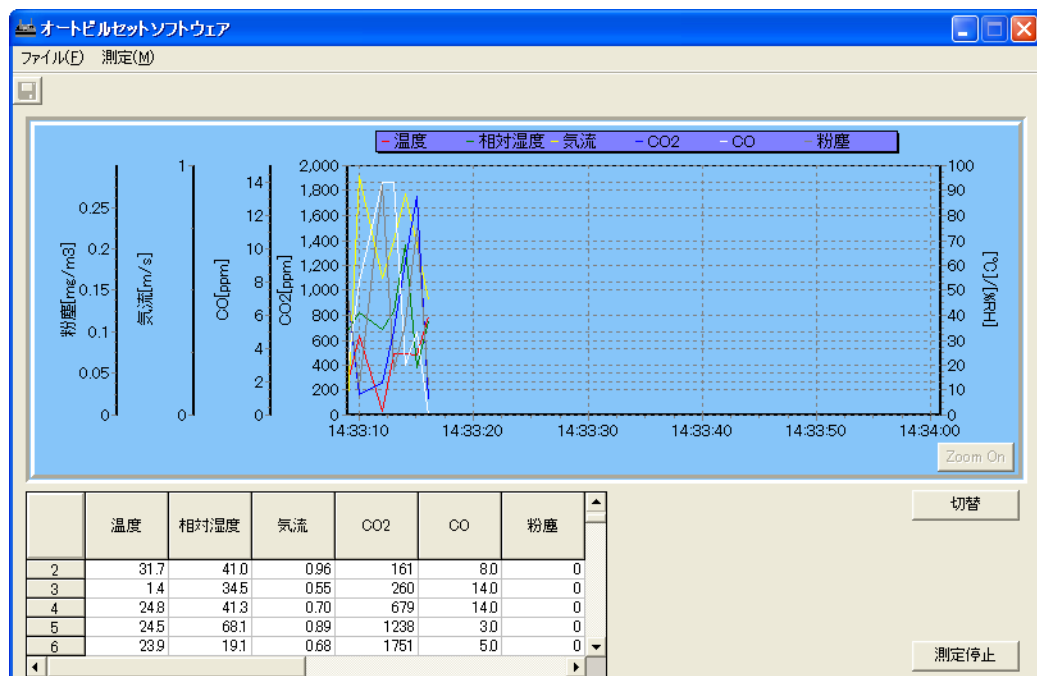 オートビルセットソフトウェア
ファイル(F) 測定(M)
温度 相対湿度 気流 CO2 CO 粉塵
粉塵[mg/m3]
0.25
0.2
0.15
0.1
0.05
0
気流[m/s]
1
0
CO[ppm]
14
12
10
8
6
4
2
0
CO2[ppm]
2,000
1,800
1,600
1,400
1,200
1,000
800
600
400
200
0
100
90
80
70
60
50
40
30
20
10
0
[℃]/[%RH]
14:33:10 14:33:20 14:33:30 14:33:40 14:33:50 14:34:00
Zoom On
切替
温度 相対湿度 気流 CO2 CO 粉塵
2 31.7 41.0 0.96 161 8.0 0
3 1.4 34.5 0.55 260 14.0 0
4 24.8 41.3 0.70 679 14.0 0
5 24.5 68.1 0.89 1238 3.0 0
6 23.9 19.1 0.68 1751 5.0 0
測定停止